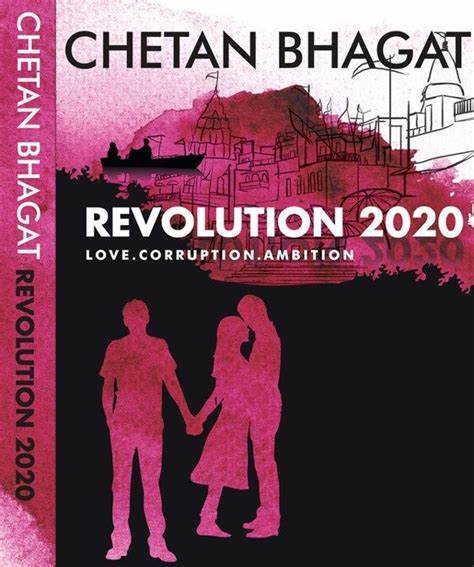 CHETAN BHAGAT REVOLUTION 2020
CHETAN BHAGAT
REVOLUTION 2020
LOVE.CORRUPTION.AMBITION